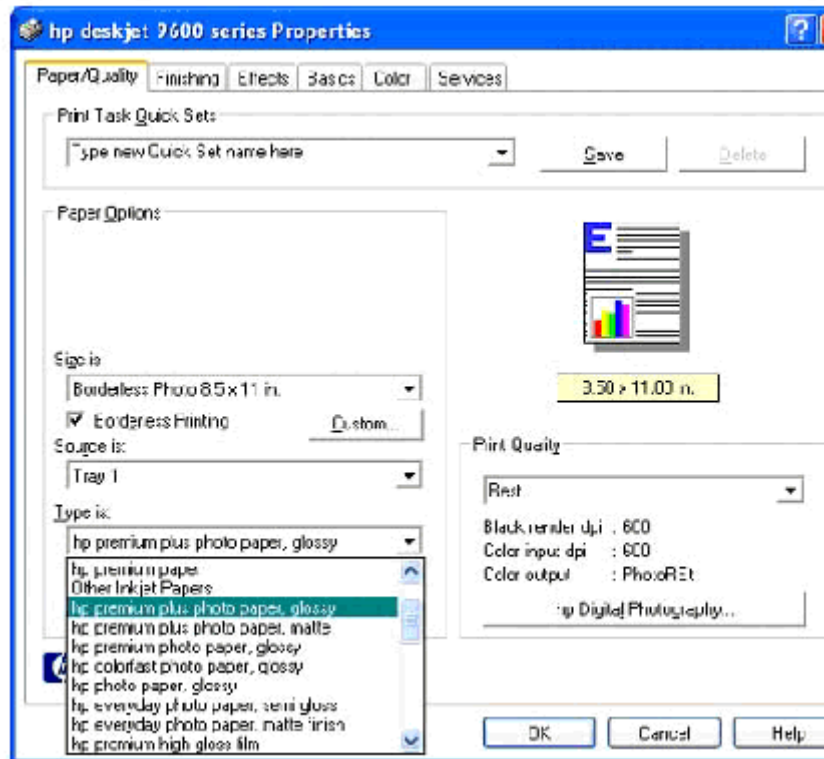 hp deskjet 9600 series Properties
?
Paper/Quality Finishing Effects Basics Color Services
Print Task Quick Sets
Type new Quick Set name here
Save Delete
Paper Options
E
Size is
Borderless Photo 8.5 x 11 in.
8.50 x 11.00 in.
Borderless Printing
Custom...
Source is:
Tray 1
Print Quality
Best
Type is:
hp premium plus photo paper, glossy
Black render dpi : 600
Color input dpi : 600
Color output : PhotoREt
hp Digital Photography...
hp premium paper
Other Inkjet Papers
hp premium plus photo paper, glossy
hp premium plus photo paper, matte
hp premium photo paper, glossy
hp colorfast photo paper, glossy
hp photo paper, glossy
hp everyday photo paper, semi gloss
hp everyday photo paper, matte finish
hp premium high gloss film
OK Cancel Help